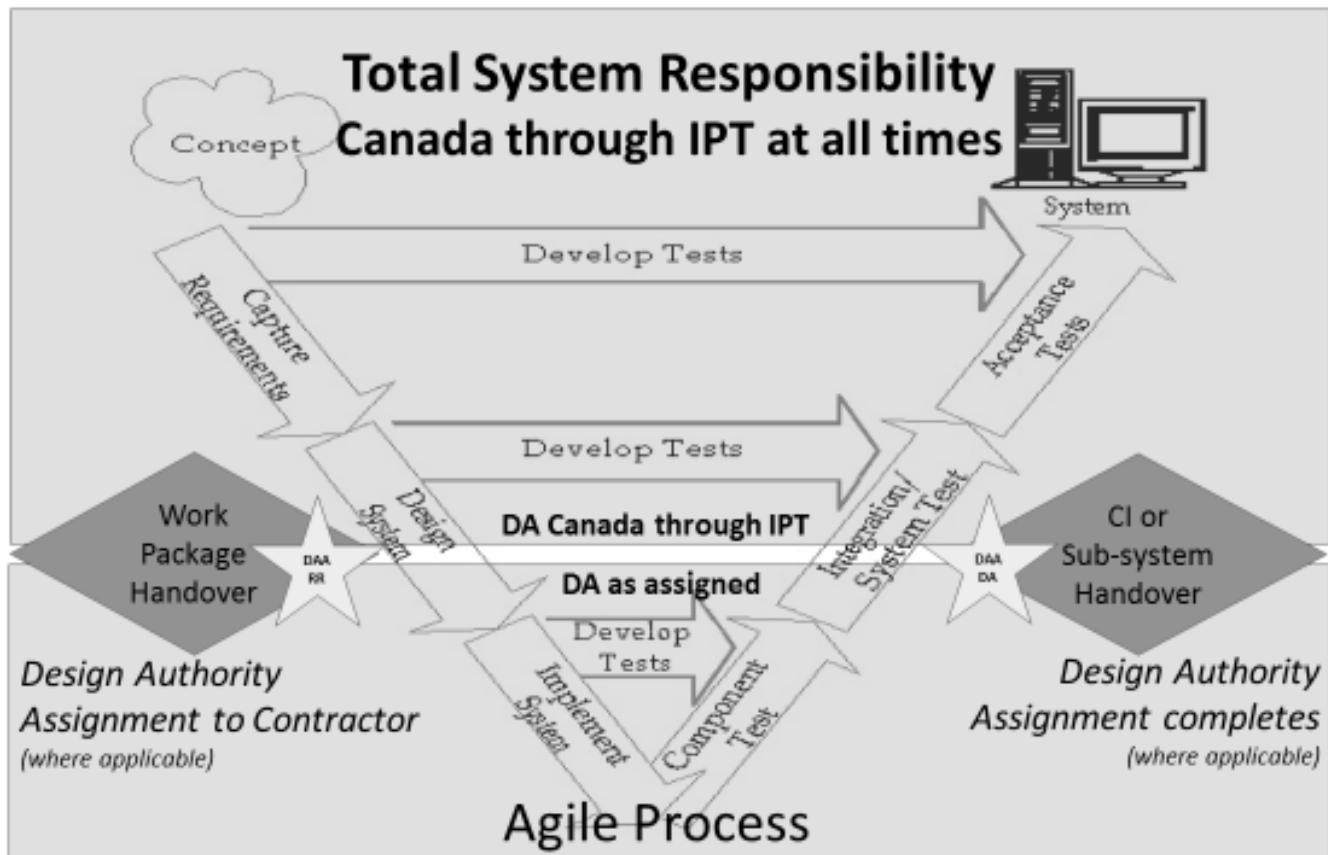 Total System Responsibility
Canada through IPT at all times
Concept
System
Develop Tests
Capture
Requirements
Acceptance
Tests
Develop Tests
Design
System
Integration/
System Test
Work
Package
Handover
DAA
RR
DA Canada through IPT
DA as assigned
DAA
DA
CI or
Sub-system
Handover
Develop
Tests
Implement
System
Component
Test
Design Authority
Assignment to Contractor
(where applicable)
Design Authority
Assignment completes
(where applicable)
Agile Process